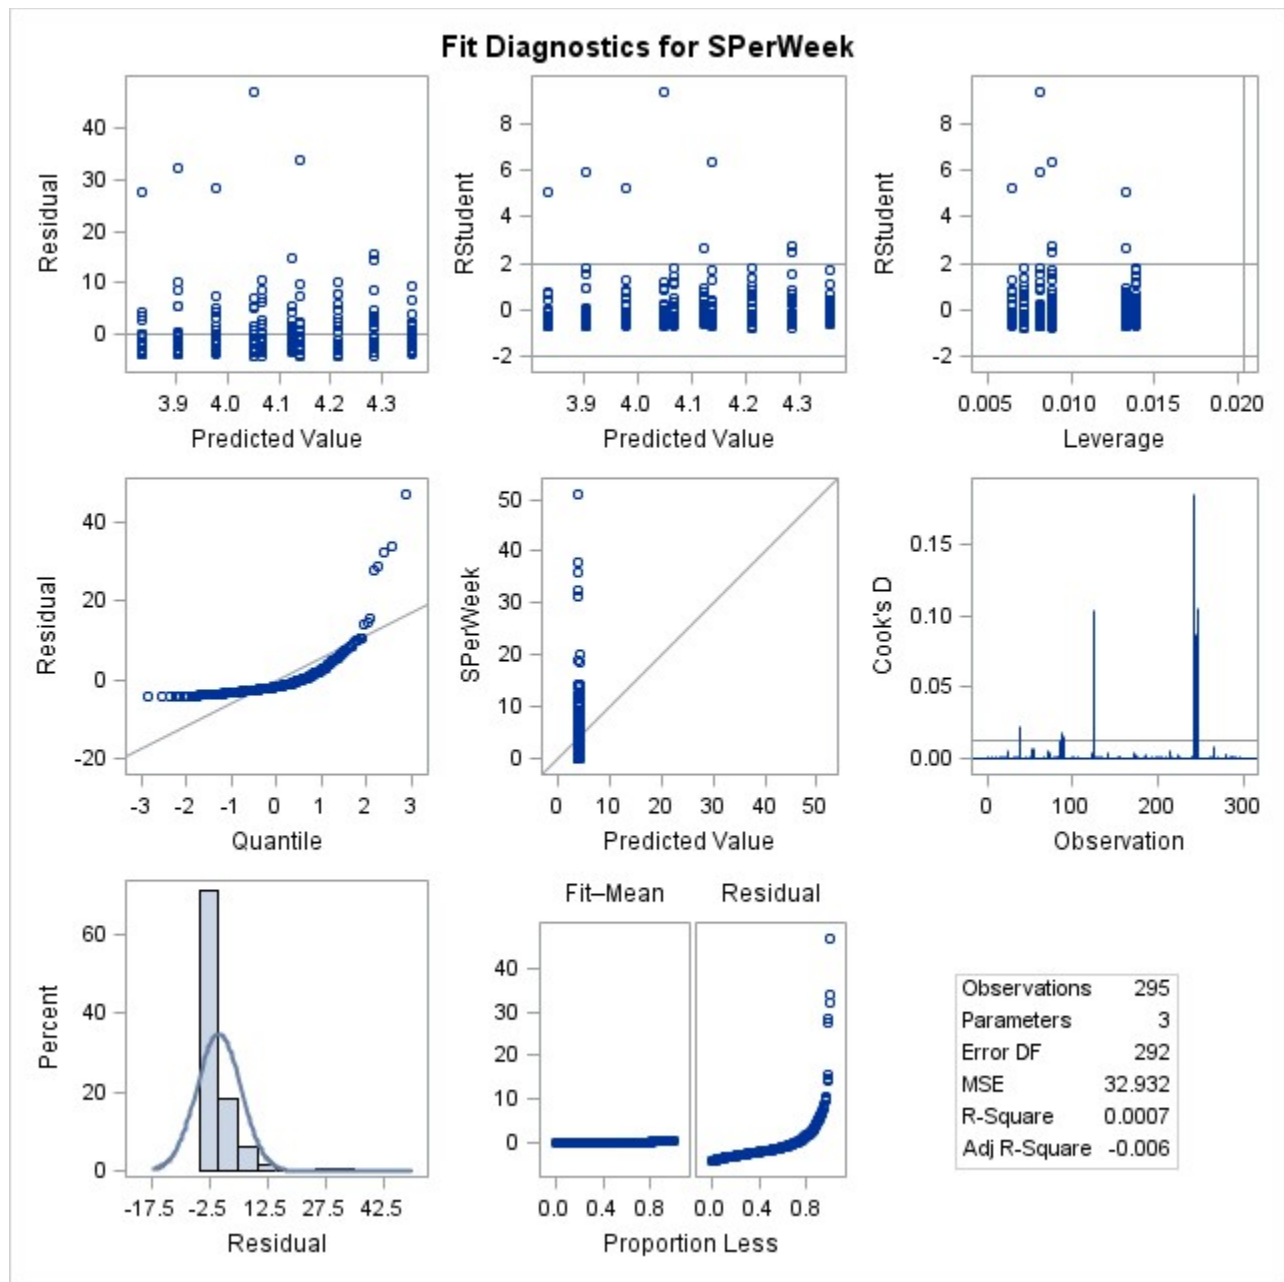 Fit Diagnostics for SPerWeek
Residual
40
30
20
10
0
3.9 4.0 4.1 4.2 4.3
Predicted Value
RStudent
8
6
4
2
0
-2
3.9 4.0 4.1 4.2 4.3
Predicted Value
RStudent
8
6
4
2
0
-2
0.005 0.010 0.015 0.020
Leverage
Residual
40
20
0
-20
-3 -2 -1 0 1 2 3
Quantile
SPerWeek
50
40
30
20
10
0
0 10 20 30 40 50
Predicted Value
Cook's D
0.15
0.10
0.05
0.00
0 100 200 300
Observation
Percent
60
40
20
0
-17.5 -2.5 12.5 27.5 42.5
Residual
Fit–Mean Residual
40
30
20
10
0
0.0 0.4 0.8 0.0 0.4 0.8
Proportion Less
Observations 295
Parameters 3
Error DF 292
MSE 32.932
R-Square 0.0007
Adj R-Square -0.006